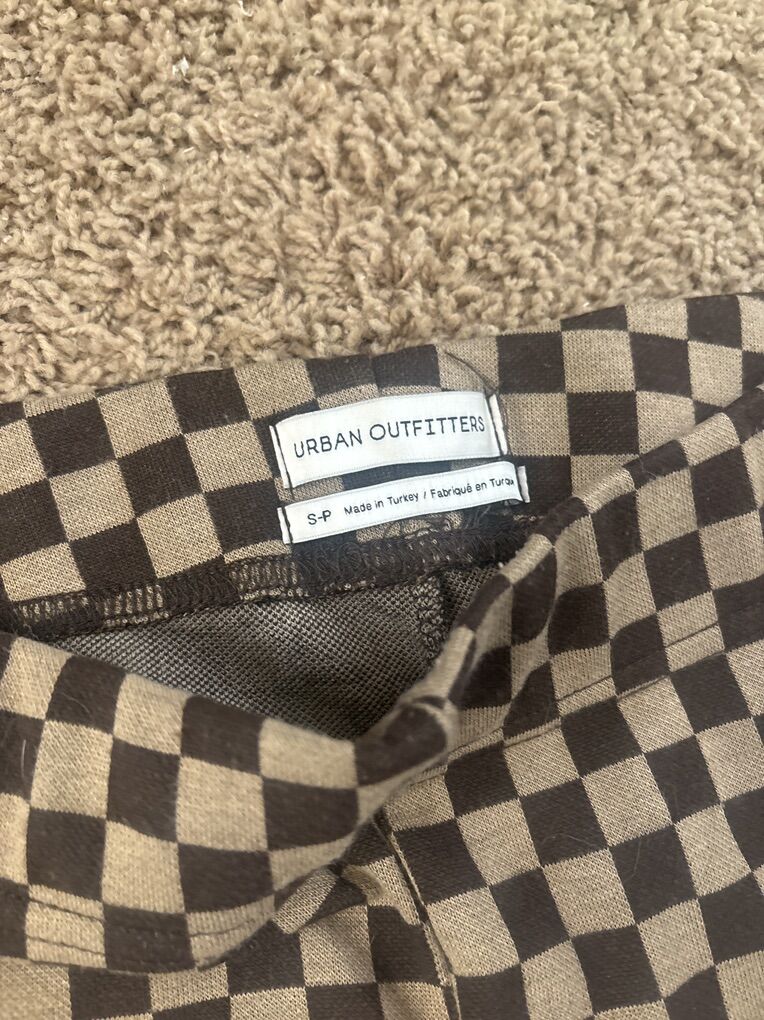 URBAN OUTFITTERS
S-P Made in Turkey / Fabriqué en Turquie